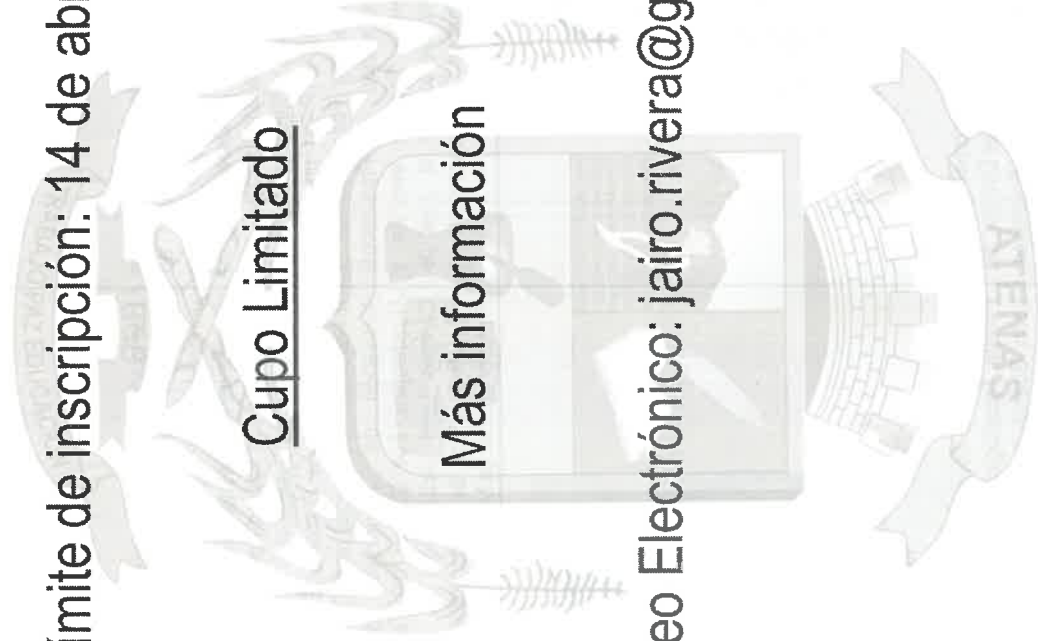 ímite de inscripción: 14 de ab
Cupo Limitado
Más información
eo Electrónico: jairo.rivera@g
ATENAS